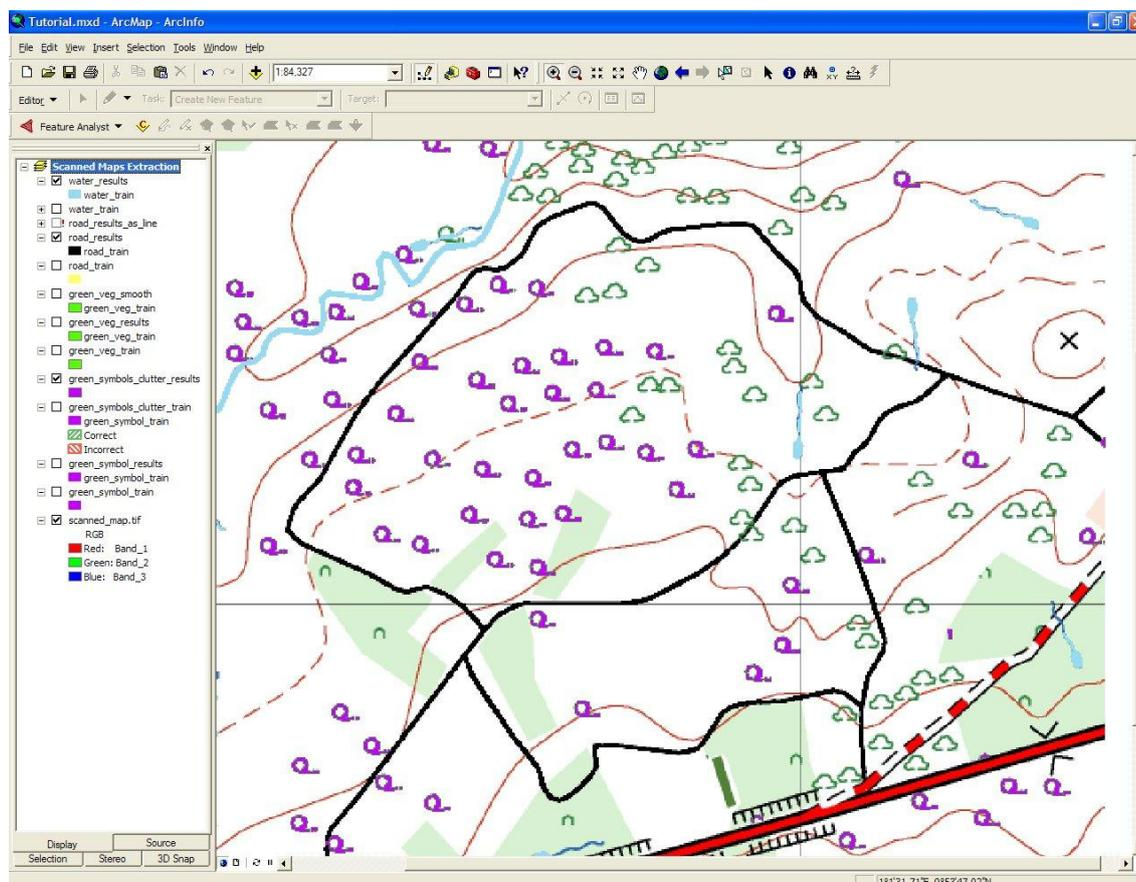 Tutorial.mxd - ArcMap - ArcInfo
File Edit View Insert Selection Tools Window Help
1:84,327
Editor Task: Create New Feature Target:
Feature Analyst
Scanned Maps Extraction
water_results
water_train
water_train
road_results_as_line
road_results
road_train
road_train
green_veg_smooth
green_veg_train
green_veg_results
green_veg_train
green_veg_train
green_symbols_clutter_results
green_symbols_clutter_train
green_symbol_train
Correct
Incorrect
green_symbol_results
green_symbol_train
green_symbol_train
scanned_map.tif
RGB
Red: Band_1
Green: Band_2
Blue: Band_3
Display Source
Selection Stereo 3D Snap